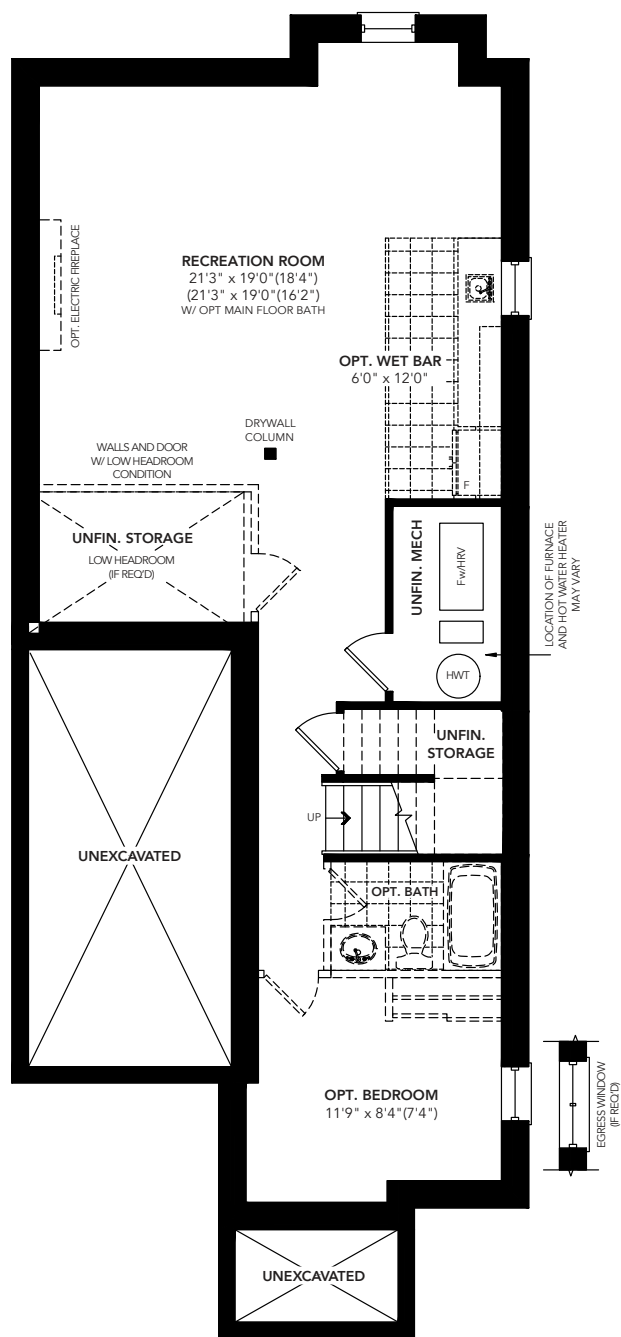 OPT. ELECTRIC FIREPLACE
RECREATION ROOM
21'3" x 19'0"(18'4")
(21'3" x 19'0"(16'2")
W/ OPT MAIN FLOOR BATH
OPT. WET BAR
6'0" x 12'0"
DRYWALL
COLUMN
WALLS AND DOOR
W/ LOW HEADROOM
CONDITION
F
UNFIN. STORAGE
LOW HEADROOM
(IF REQ'D)
UNFIN. MECH
Fw/HRV
HWT
LOCATION OF FURNACE
AND HOT WATER HEATER
MAY VARY
UNFIN.
STORAGE
UP
UNEXCAVATED
OPT. BATH
OPT. BEDROOM
11'9" x 8'4"(7'4")
EGRESS WINDOW
(IF REQ'D)
UNEXCAVATED